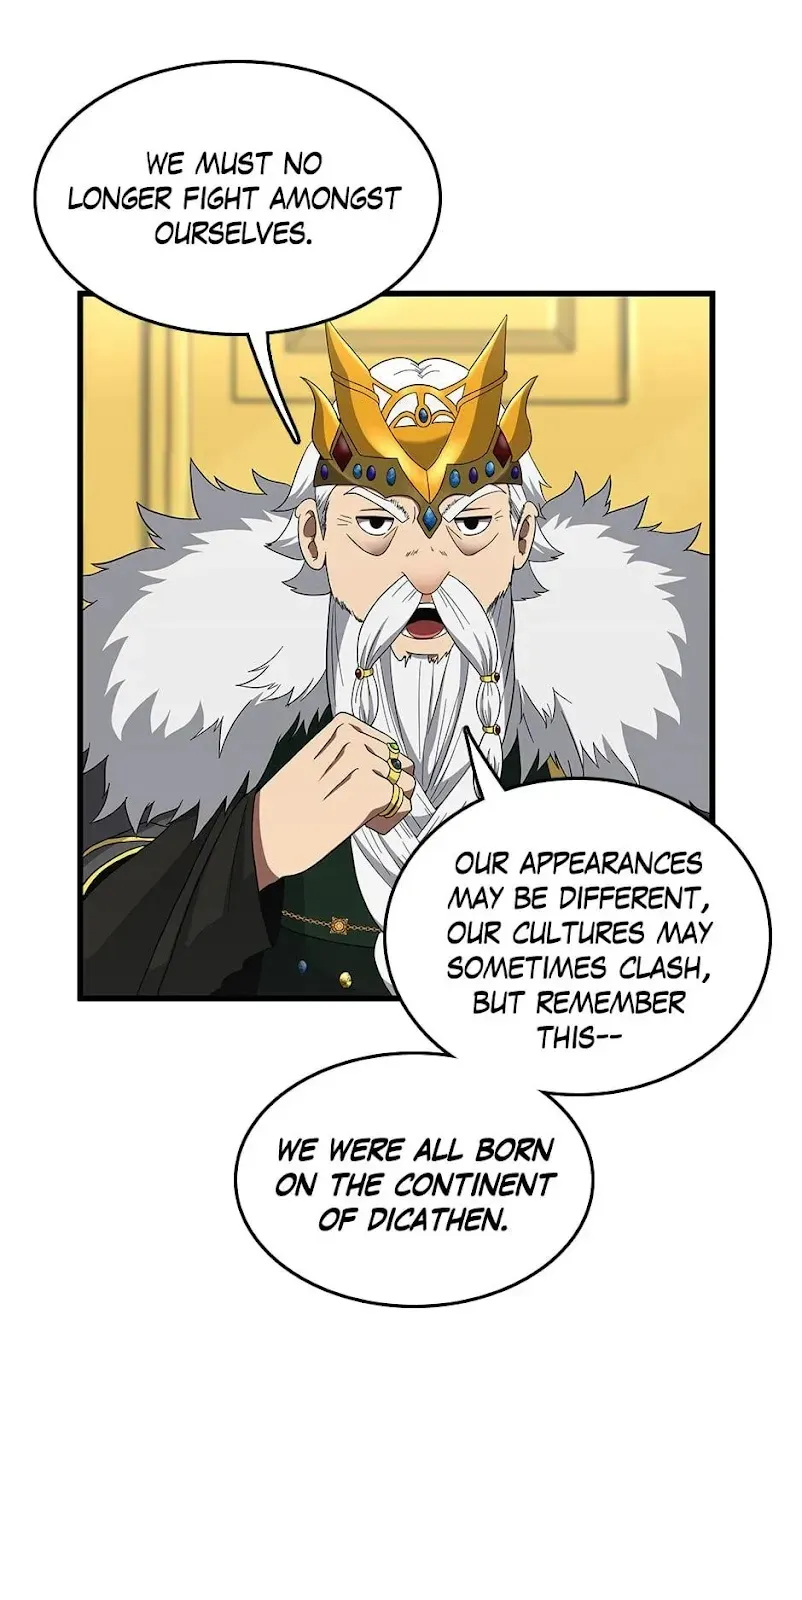 WE MUST NO
LONGER FIGHT AMONGST
OURSELVES.
OUR APPEARANCES
MAY BE DIFFERENT,
OUR CULTURES MAY
SOMETIMES CLASH,
BUT REMEMBER
THIS--
WE WERE ALL BORN
ON THE CONTINENT
OF DICATHEN.